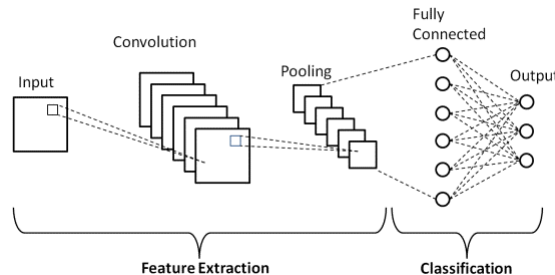 Fully
Connected
Convolution
Pooling
Output
Input
Feature Extraction
Classification